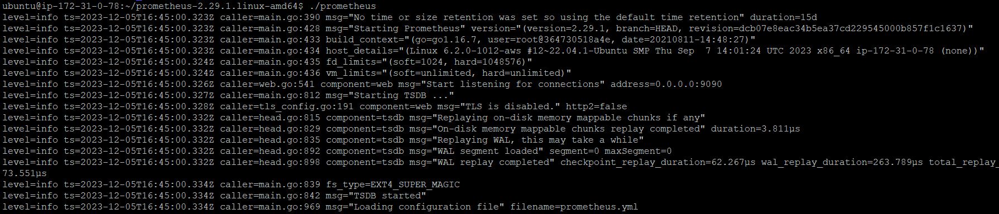 ubuntu@ip-172-31-0-78:~/prometheus-2.29.1.linux-amd64$ ./prometheus
level=info ts=2023-12-05T16:45:00.323Z caller=main.go:390 msg="No time or size retention was set so using the default time retention" duration=15d
level=info ts=2023-12-05T16:45:00.323Z caller=main.go:428 msg="Starting Prometheus" version="(version=2.29.1, branch=HEAD, revision=dcb07e8eac34b5ea37cd229545000b857f1c1637)"
level=info ts=2023-12-05T16:45:00.323Z caller=main.go:433 build_context="(go=go1.16.7, user=root@364730518a4e, date=20210811-14:48:27)"
level=info ts=2023-12-05T16:45:00.323Z caller=main.go:434 host_details="(Linux 6.2.0-1012-aws #12~22.04.1-Ubuntu SMP Thu Sep  7 14:01:24 UTC 2023 x86_64 ip-172-31-0-78 (none))"
level=info ts=2023-12-05T16:45:00.324Z caller=main.go:435 fd_limits="(soft=1024, hard=1048576)"
level=info ts=2023-12-05T16:45:00.324Z caller=main.go:436 vm_limits="(soft=unlimited, hard=unlimited)"
level=info ts=2023-12-05T16:45:00.326Z caller=web.go:541 component=web msg="Start listening for connections" address=0.0.0.0:9090
level=info ts=2023-12-05T16:45:00.327Z caller=main.go:812 msg="Starting TSDB ..."
level=info ts=2023-12-05T16:45:00.328Z caller=tls_config.go:191 component=web msg="TLS is disabled." http2=false
level=info ts=2023-12-05T16:45:00.332Z caller=head.go:815 component=tsdb msg="Replaying on-disk memory mappable chunks if any"
level=info ts=2023-12-05T16:45:00.332Z caller=head.go:829 component=tsdb msg="On-disk memory mappable chunks replay completed" duration=3.811µs
level=info ts=2023-12-05T16:45:00.332Z caller=head.go:835 component=tsdb msg="Replaying WAL, this may take a while"
level=info ts=2023-12-05T16:45:00.332Z caller=head.go:892 component=tsdb msg="WAL segment loaded" segment=0 maxSegment=0
level=info ts=2023-12-05T16:45:00.332Z caller=head.go:898 component=tsdb msg="WAL replay completed" checkpoint_replay_duration=62.267µs wal_replay_duration=263.789µs total_replay_
73.551µs
level=info ts=2023-12-05T16:45:00.334Z caller=main.go:839 fs_type=EXT4_SUPER_MAGIC
level=info ts=2023-12-05T16:45:00.334Z caller=main.go:842 msg="TSDB started"
level=info ts=2023-12-05T16:45:00.334Z caller=main.go:969 msg="Loading configuration file" filename=prometheus.yml